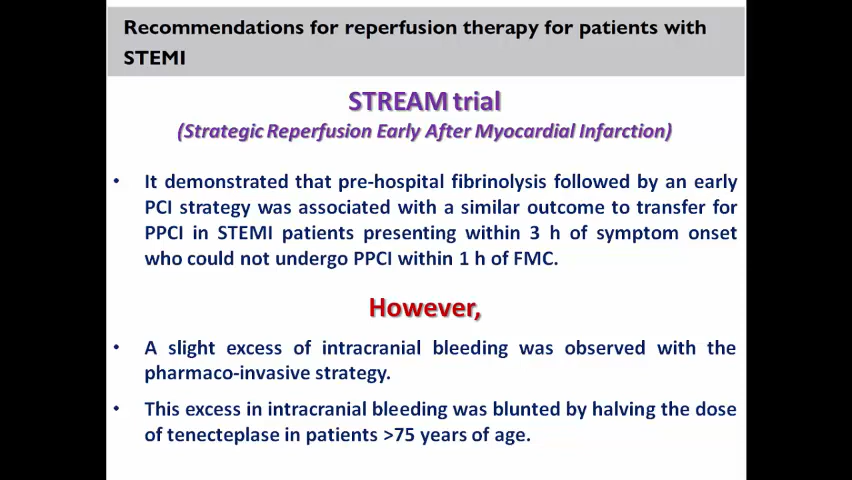 Recommendations for reperfusion therapy for patients with
STEMI
STREAM trial
(Strategic Reperfusion Early After Myocardial Infarction)
• It demonstrated that pre-hospital fibrinolysis followed by an early
PCI strategy was associated with a similar outcome to transfer for
PPCI in STEMI patients presenting within 3 h of symptom onset
who could not undergo PPCI within 1 h of FMC.
However,
• A slight excess of intracranial bleeding was observed with the
pharmaco-invasive strategy.
• This excess in intracranial bleeding was blunted by halving the dose
of tenecteplase in patients >75 years of age.